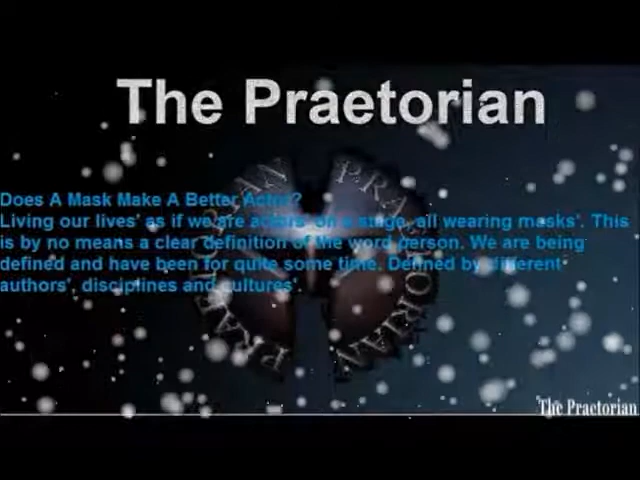 The Praetorian
Does A Mask Make A Better Actor?
Living our lives' as if we are actors' on a stage, all wearing masks'. This
is by no means a clear definition of the word person. We are being
defined and have been for quite some time. Defined by different
authors', disciplines and cultures'.
PRAETORIAN
PRAETORIAN
The Praetorian